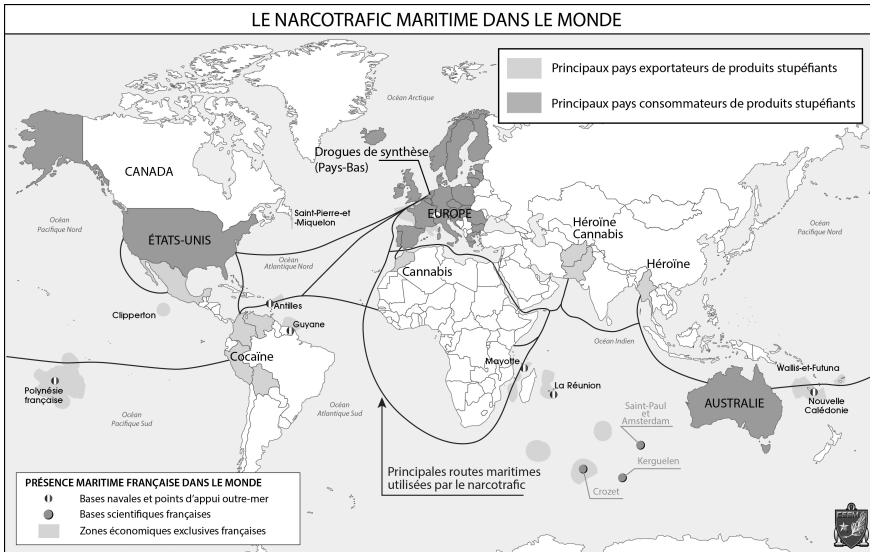 LE NARCOTRAFIC MARITIME DANS LE MONDE
Principaux pays exportateurs de produits stupéfiants
Principaux pays consommateurs de produits stupéfiants
Océan Arctique
Drogues de synthèse
(Pays-Bas)
CANADA
Saint-Pierre-et
-Miquelon
EUROPE
Océan
Pacifique Nord
ÉTATS-UNIS
Océan
Atlantique Nord
Héroïne
Cannabis
Océan
Pacifique Nord
Héroïne
Cannabis
Clipperton
Antilles
Guyane
Cocaïne
Océan Indien
Mayotte
La Réunion
Wallis-et-Futuna
Polynésie
française
Océan
Pacifique Sud
Océan
Atlantique Sud
Saint-Paul
et
Amsterdam
AUSTRALIE
Nouvelle
Calédonie
Kerguelen
Crozet
Principales routes maritimes
utilisées par le narcotrafic
PRÉSENCE MARITIME FRANÇAISE DANS LE MONDE
Bases navales et points d'appui outre-mer
Bases scientifiques françaises
Zones économiques exclusives françaises